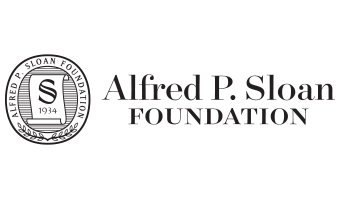 ALFRED P. SLOAN FOUNDATION
S
1934
Alfred P. Sloan
FOUNDATION